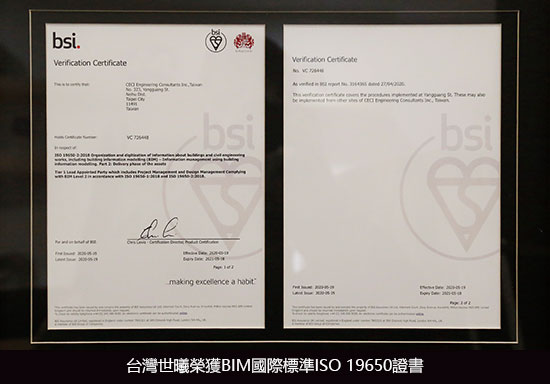 bsi.
Verification Certificate
This is to certify that:
CECI Engineering Consultants Inc.,Taiwan
No. 323, Yangguang St.
Neihu Dist.
Taipei City
11491
Taiwan
Holds Certificate Number:
VC 728448
In respect of:
ISO 19650-2:2018 Organization and digitization of information about buildings and civil engineering
works, including building information modelling (BIM) – Information management using building
information modelling. Part 2: Delivery phase of the assets
Tier 1 Lead Appointed Party which includes Project Management and Design Management Complying
with BIM Level 2 in accordance with ISO 19650-1:2018 and ISO 19650-2:2018.
For and on behalf of BSI:
Chris Lewis - Certification Director, Product Certification
First Issued: 2020-05-19
Effective Date: 2020-05-19
Latest Issue: 2020-05-19
Expiry Date: 2021-05-18
Page: 1 of 2
...making excellence a habit.
bsi
Verification Certificate
No. VC 728448
As verified in BSI report No. 3164986 dated 27/04/2020.
This verification certificate covers the procedures implemented at Yangguang St. These may also
be implemented from other sites of CECI Engineering Consultants Inc., Taiwan.
bsi
First Issued: 2020-05-19
Effective Date: 2020-05-19
Latest Issue: 2020-05-19
Expiry Date: 2021-05-18
Page: 2 of 2
台灣世曦榮獲BIM國際標準ISO 19650證書